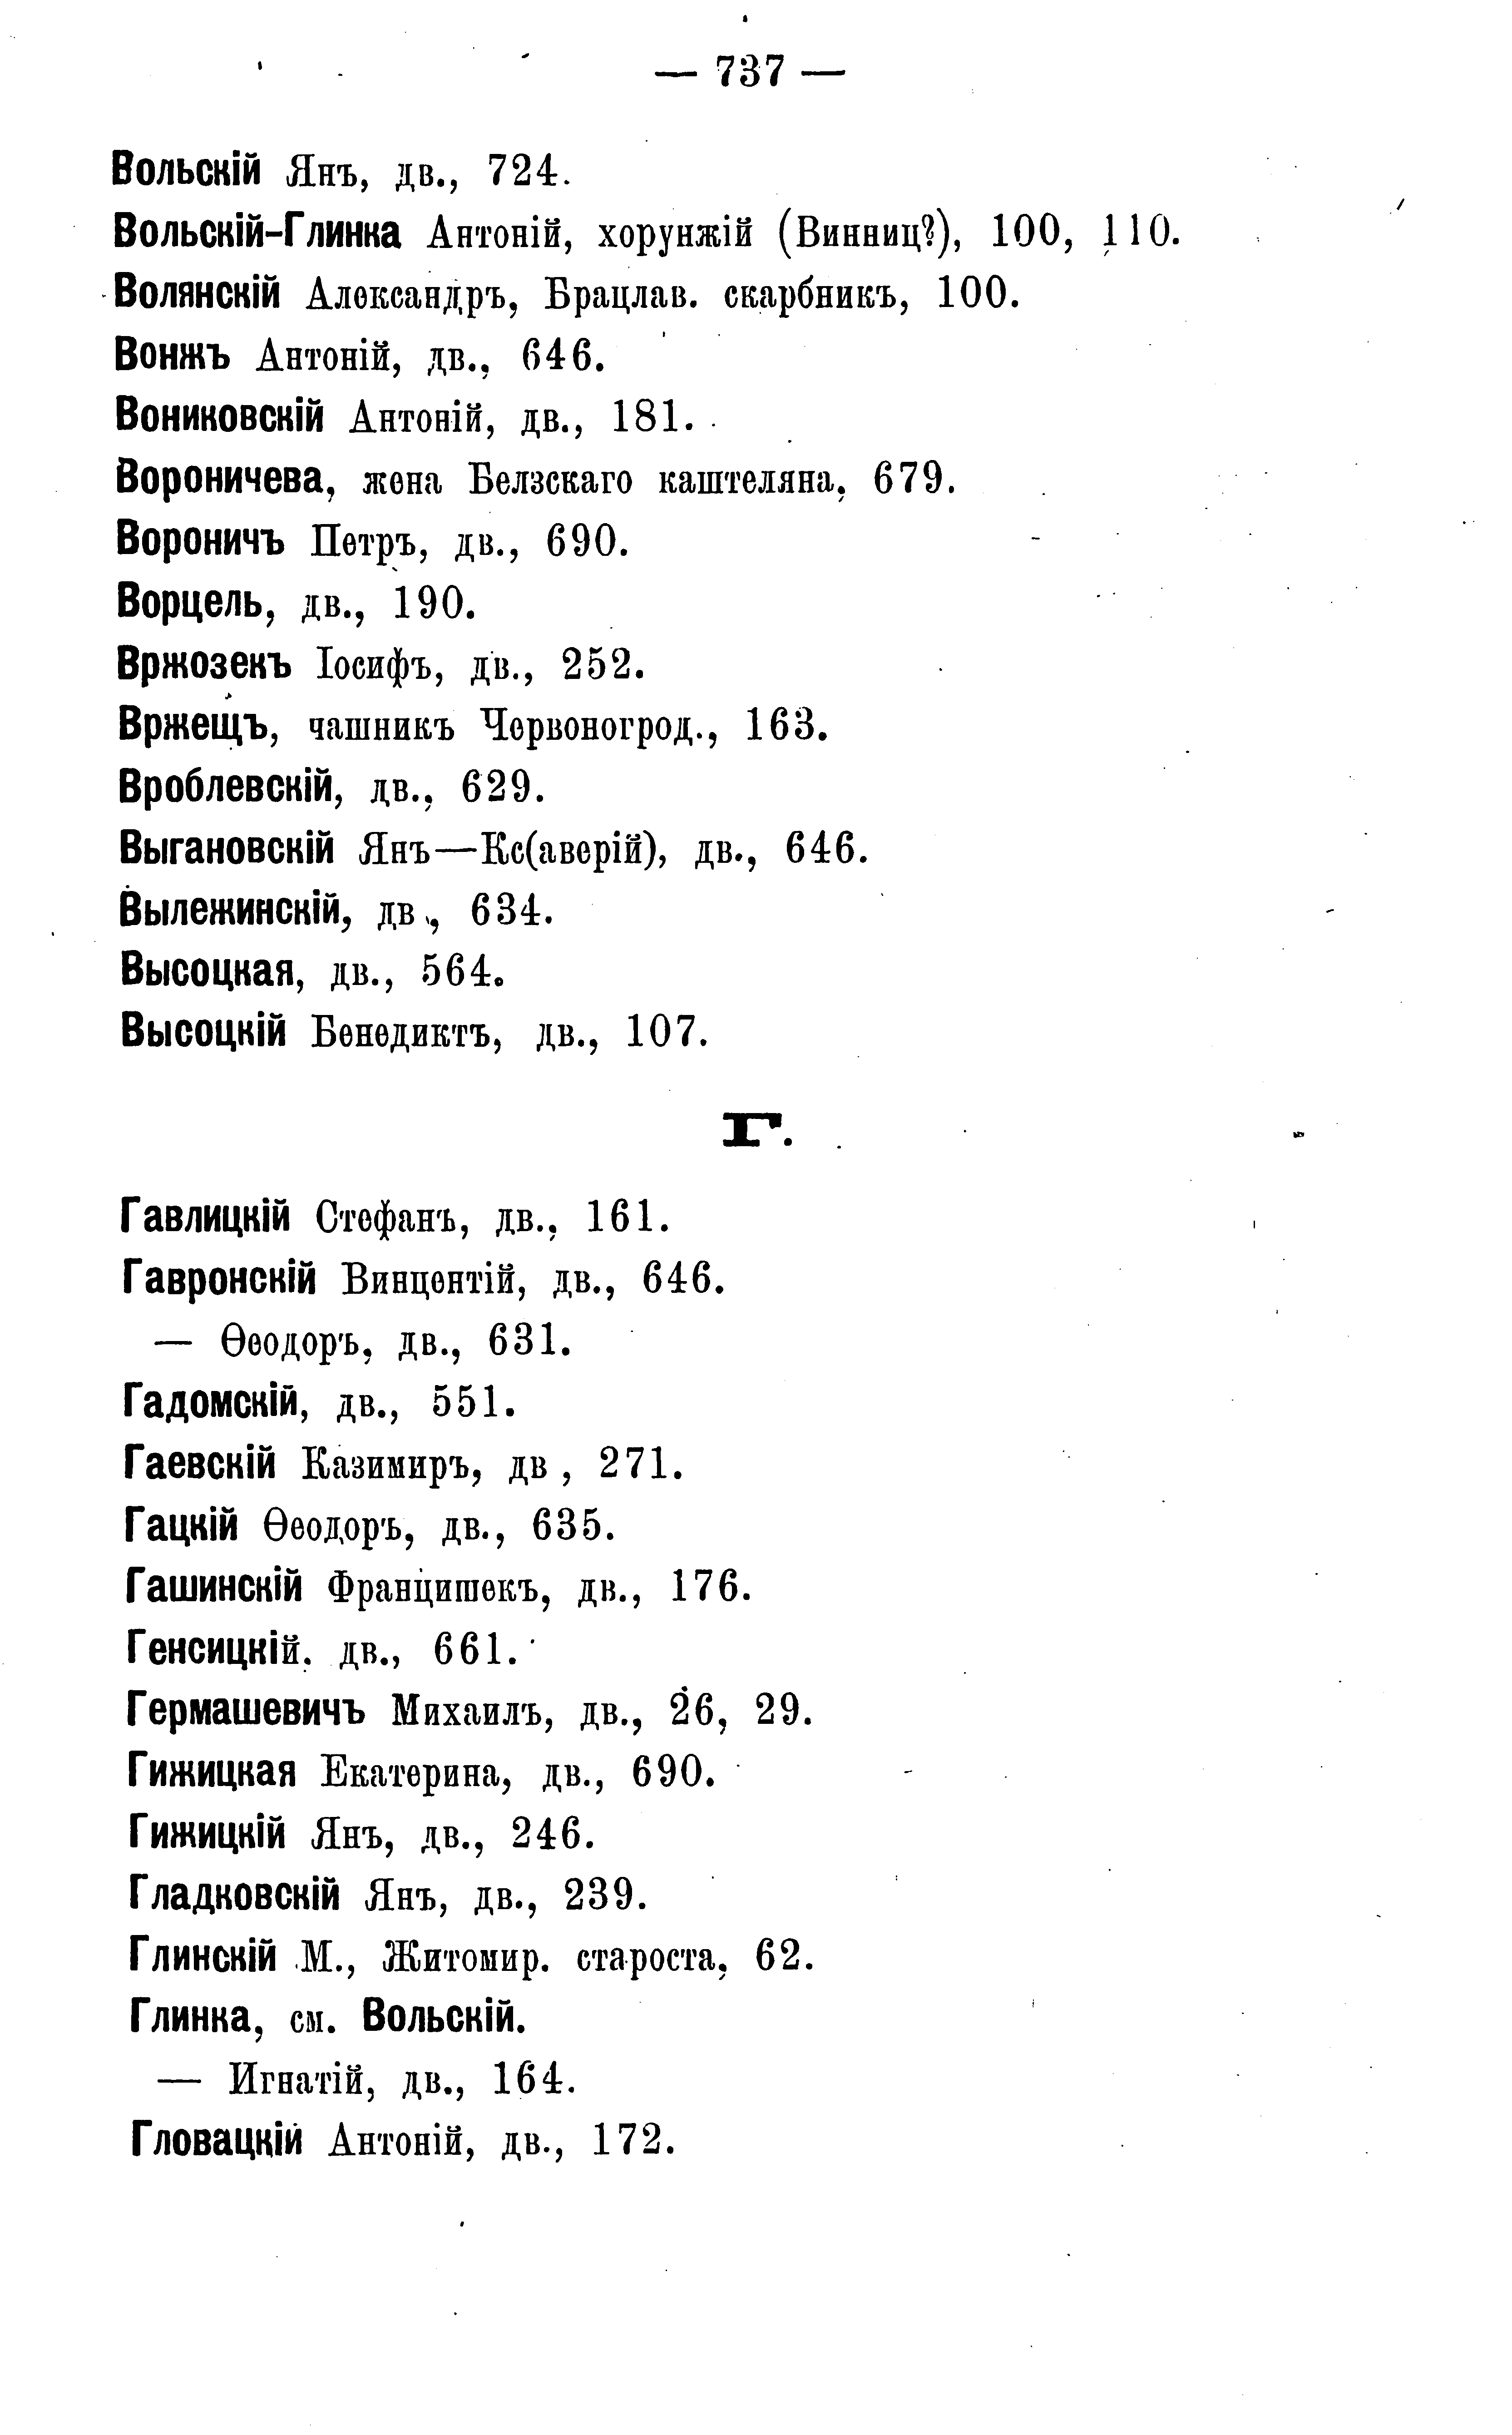 — 737 —
Вольскій Янъ, дв., 724.
Вольскій-Глинка Антоній, хорунжій (Винниц?), 100, 110.
Волянскій Александръ, Брацлав. скарбникъ, 100.
Вонжъ Антоній, дв., 646.
Вониковскій Антоній, дв., 181.
Вороничева, жена Белзскаго каштеляна, 679.
Вороничъ Петръ, дв., 690.
Ворцель, дв., 190.
Вржозекъ Іосифъ, дв., 252.
Вржещъ, чашникъ Червоногрод., 163.
Вроблевскій, дв., 629.
Выгановскій Янъ—Кс(аверій), дв., 646.
Вылежинскій, дв., 634.
Высоцкая, дв., 564.
Высоцкій Бенедиктъ, дв., 107.
Г.
Гавлицкій Стефанъ, дв., 161.
Гавронскій Винцентій, дв., 646.
— Ѳеодоръ, дв., 631.
Гадомскій, дв., 551.
Гаевскій Казимиръ, дв , 271.
Гацкій Ѳеодоръ, дв., 635.
Гашинскій Францишекъ, дв., 176.
Генсицкій. дв., 661.
Гермашевичъ Михаилъ, дв., 26, 29.
Гижицкая Екатерина, дв., 690.
Гижицкій Янъ, дв., 246.
Гладковскій Янъ, дв., 239.
Глинскій М., Житомир. староста, 62.
Глинка, см. Вольскій.
— Игнатій, дв., 164.
Гловацкій Антоній, дв., 172.